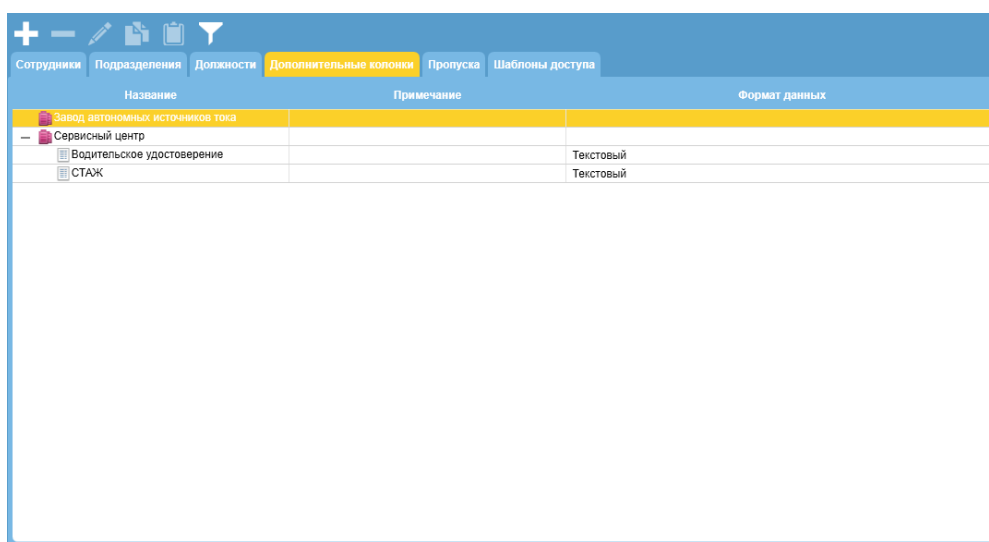 Сотрудники Подразделения Должности Дополнительные колонки Пропуска Шаблоны доступа
Название Примечание Формат данных
Завод автономных источников тока
Сервисный центр
Водительское удостоверение Текстовый
СТАЖ Текстовый